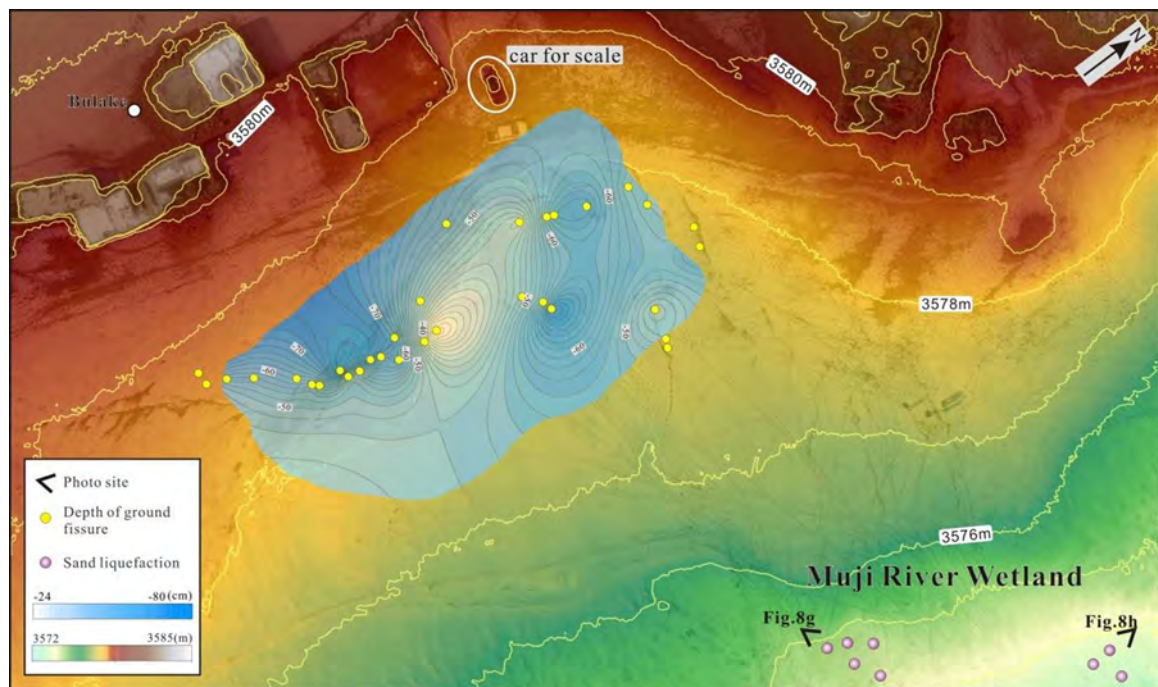 car for scale
N
3580m
Bulake
3580m
-50
-60
-60
-50
-70
-40
-60
-50
-50
-60
-70
-60
-50
3578m
3576m
Muji River Wetland
Fig.8g
Fig.8h
Photo site
Depth of ground
fissure
Sand liquefaction
-24 -80(cm)
3572 3585(m)